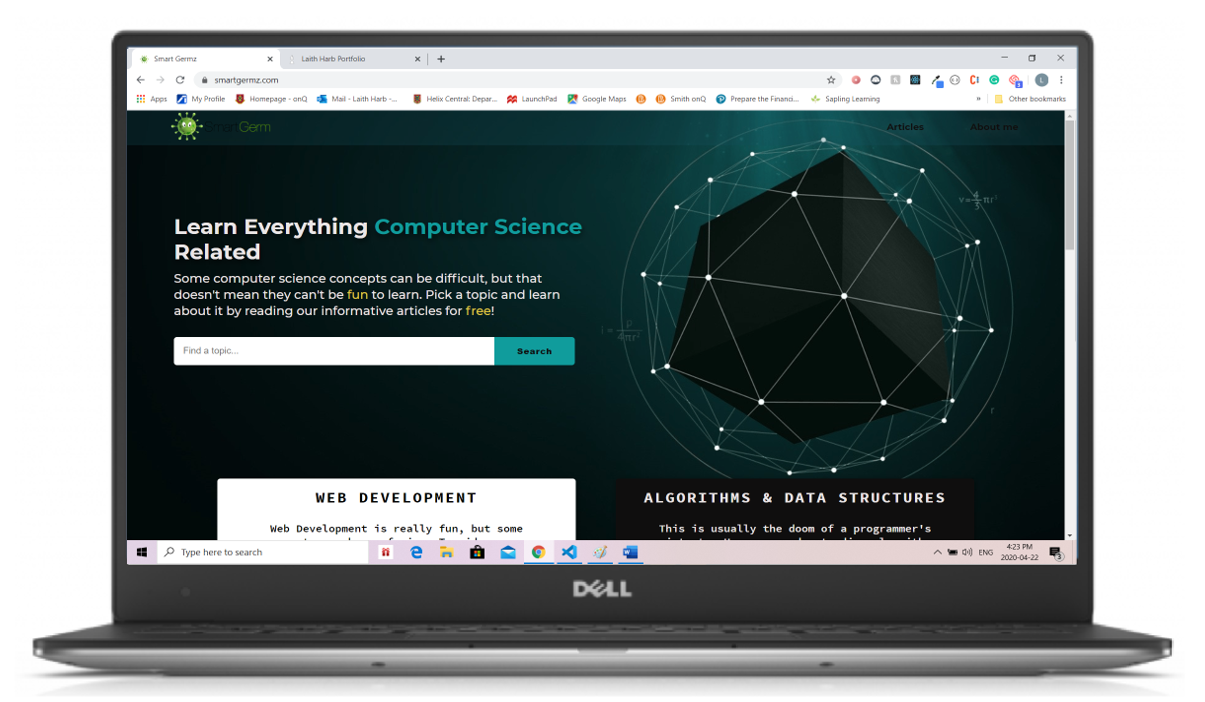 Smart Germz
Laith Harb Portfolio
smartgermz.com
Apps
My Profile
Homepage - onQ
Mail - Laith Harb -...
Helix Central: Depar...
LaunchPad
Google Maps
Smith onQ
Prepare the Financi...
Sapling Learning
»
Other bookmarks
SmartGerm
Articles
About me
Learn Everything Computer Science
Related
Some computer science concepts can be difficult, but that
doesn't mean they can't be fun to learn. Pick a topic and learn
about it by reading our informative articles for free!
Find a topic...
Search
WEB DEVELOPMENT
Web Development is really fun, but some
ALGORITHMS & DATA STRUCTURES
This is usually the doom of a programmer's
Type here to search
ENG
4:23 PM
2020-04-22
DELL